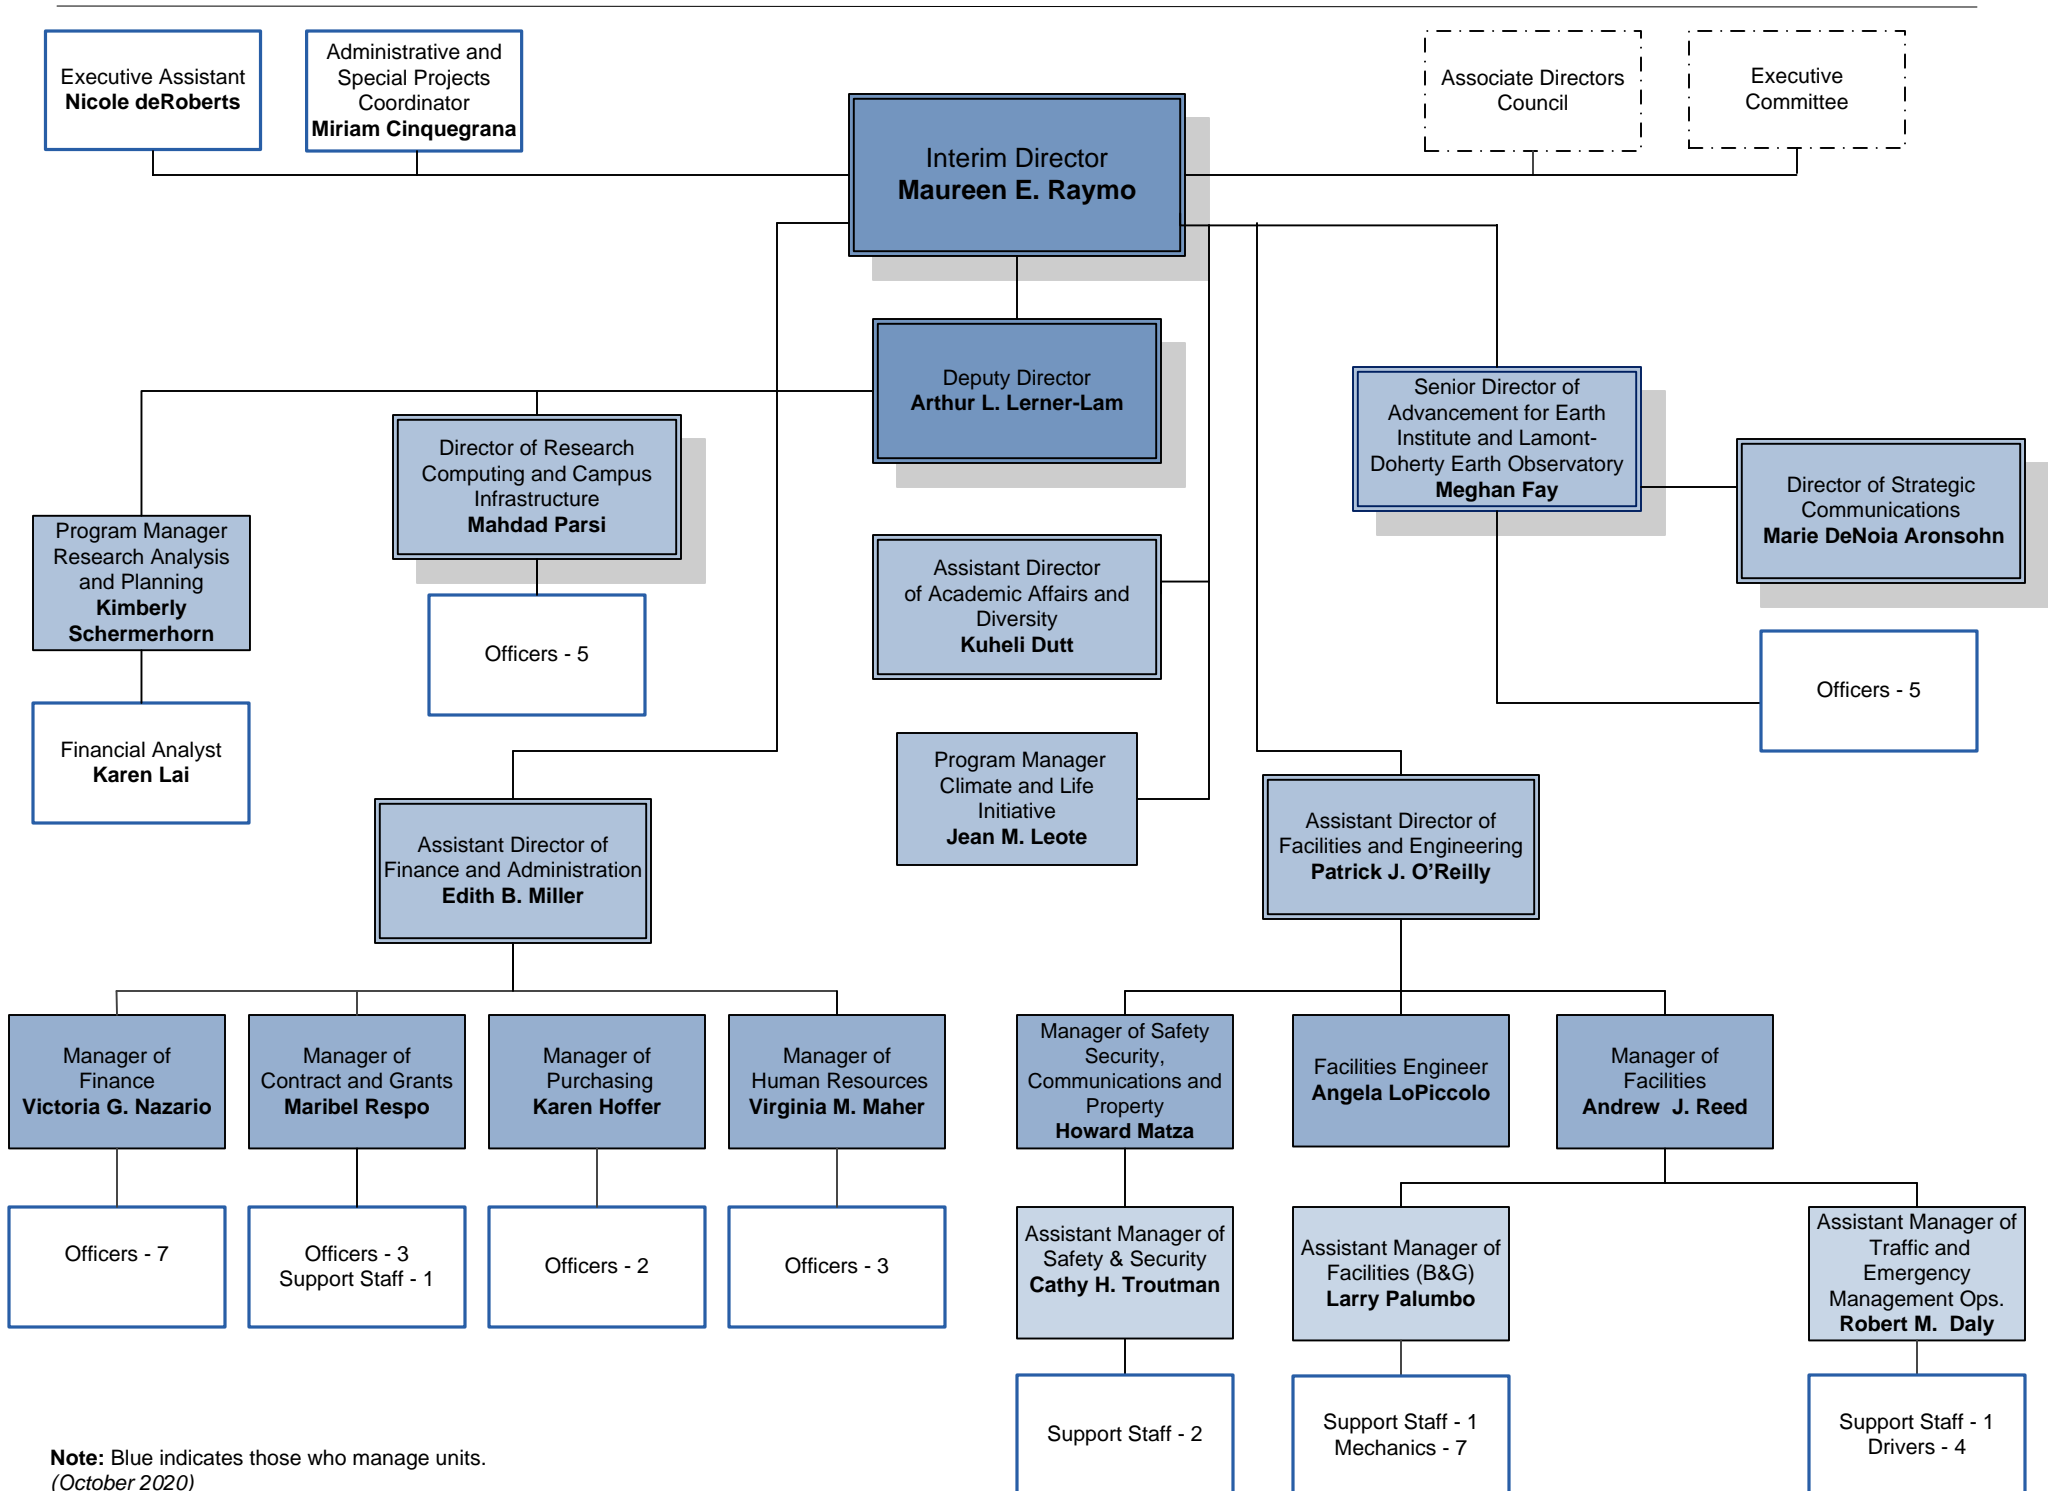 Executive Assistant
Nicole deRoberts
Administrative and
Special Projects
Coordinator
Miriam Cinquegrana
Associate Directors
Council
Executive
Committee
Interim Director
Maureen E. Raymo
Deputy Director
Arthur L. Lerner-Lam
Senior Director of
Advancement for Earth
Institute and Lamont-
Doherty Earth Observatory
Meghan Fay
Director of Research
Computing and Campus
Infrastructure
Mahdad Parsi
Director of Strategic
Communications
Marie DeNoia Aronsohn
Program Manager
Research Analysis
and Planning
Kimberly
Schermerhorn
Assistant Director
of Academic Affairs and
Diversity
Kuheli Dutt
Officers - 5
Officers - 5
Financial Analyst
Karen Lai
Program Manager
Climate and Life
Initiative
Jean M. Leote
Assistant Director of
Finance and Administration
Edith B. Miller
Assistant Director of
Facilities and Engineering
Patrick J. O’Reilly
Manager of
Finance
Victoria G. Nazario
Manager of
Contract and Grants
Maribel Respo
Manager of
Purchasing
Karen Hoffer
Manager of
Human Resources
Virginia M. Maher
Manager of Safety
Security,
Communications and
Property
Howard Matza
Facilities Engineer
Angela LoPiccolo
Manager of
Facilities
Andrew  J. Reed
Officers - 7
Officers - 3
Support Staff - 1
Officers - 2
Officers - 3
Assistant Manager of
Safety & Security
Cathy H. Troutman
Assistant Manager of
Facilities (B&G)
Larry Palumbo
Assistant Manager of
Traffic and
Emergency
Management Ops.
Robert M.  Daly
Support Staff - 2
Support Staff - 1
Mechanics - 7
Support Staff - 1
Drivers - 4
Note: Blue indicates those who manage units.
(October 2020)